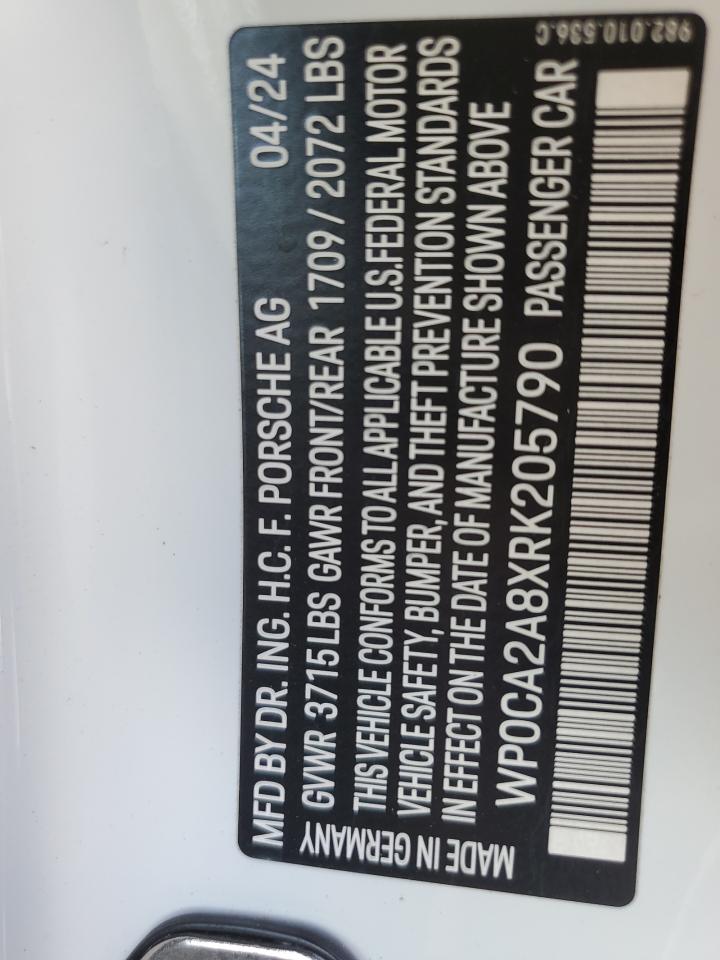 MFD BY DR. ING. H.C. F. PORSCHE AG 04/24
GVWR 3715 LBS GAWR FRONT/REAR 1709 / 2072 LBS
THIS VEHICLE CONFORMS TO ALL APPLICABLE U.S. FEDERAL MOTOR
VEHICLE SAFETY, BUMPER, AND THEFT PREVENTION STANDARDS
IN EFFECT ON THE DATE OF MANUFACTURE SHOWN ABOVE
WP0CA2A8XRK205790 PASSENGER CAR
MADE IN GERMANY
982.010.536.C